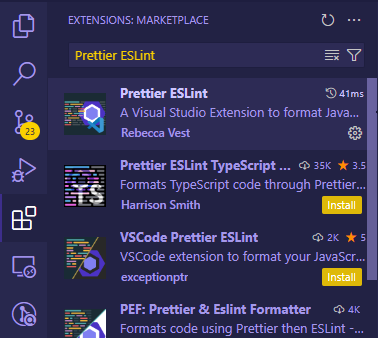 EXTENSIONS: MARKETPLACE
Prettier ESLint
23
Prettier ESLint 41ms
A Visual Studio Extension to format Java...
Rebecca Vest
Prettier ESLint TypeScript ... 35K 3.5
Formats TypeScript code through Prettier...
Harrison Smith Install
TS
VSCode Prettier ESLint 2K 5
VSCode extension to format your JavaScr...
exceptionptr Install
PEF: Prettier & Eslint Formatter 4K
Formats code using Prettier then ESLint -...